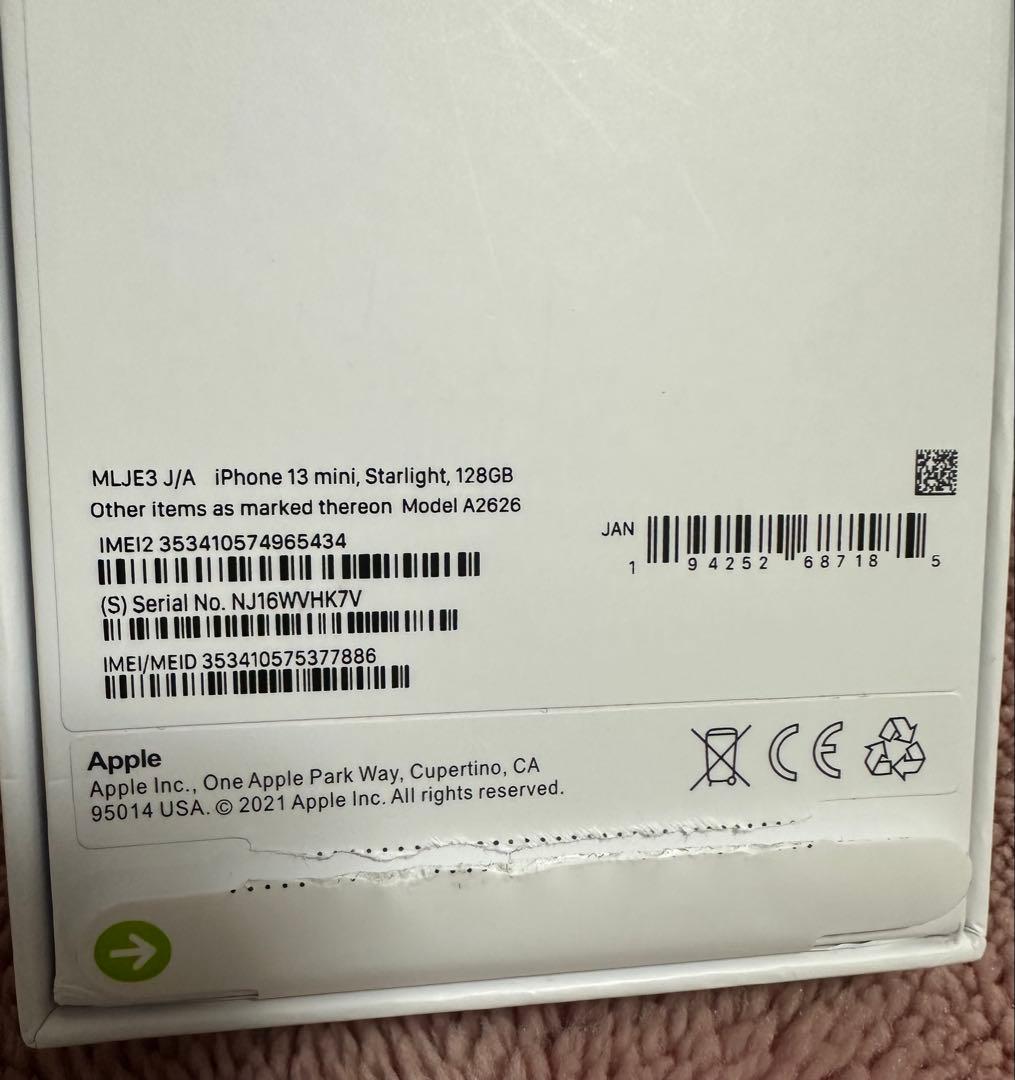 MLJE3 J/A iPhone 13 mini, Starlight, 128GB
Other items as marked thereon Model A2626
IMEI2 353410574965434
(S) Serial No. NJ16WVHK7V
IMEI/MEID 353410575377886
JAN
1 94252 68718 5
Apple
Apple Inc., One Apple Park Way, Cupertino, CA
95014 USA. © 2021 Apple Inc. All rights reserved.
CE